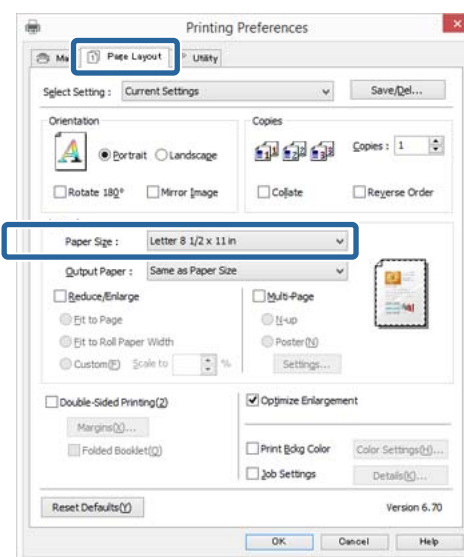 Printing Preferences
Page Layout Utility
Select Setting : Current Settings Save/Del...
Orientation Copies
Portrait Landscape Copies : 1
Rotate 180° Mirror Image Collate Reverse Order
Paper Size : Letter 8 1/2 x 11 in
Output Paper : Same as Paper Size
Reduce/Enlarge Multi-Page
Fit to Page N-up
Fit to Roll Paper Width Poster(N)
Custom(F) Scale to % Settings...
Double-Sided Printing(2) Optimize Enlargement
Margins(X)...
Folded Booklet(Q) Print Bckg Color Color Settings(H)...
Job Settings Details(K)...
Reset Defaults(Y) Version 6.70
OK Cancel Help